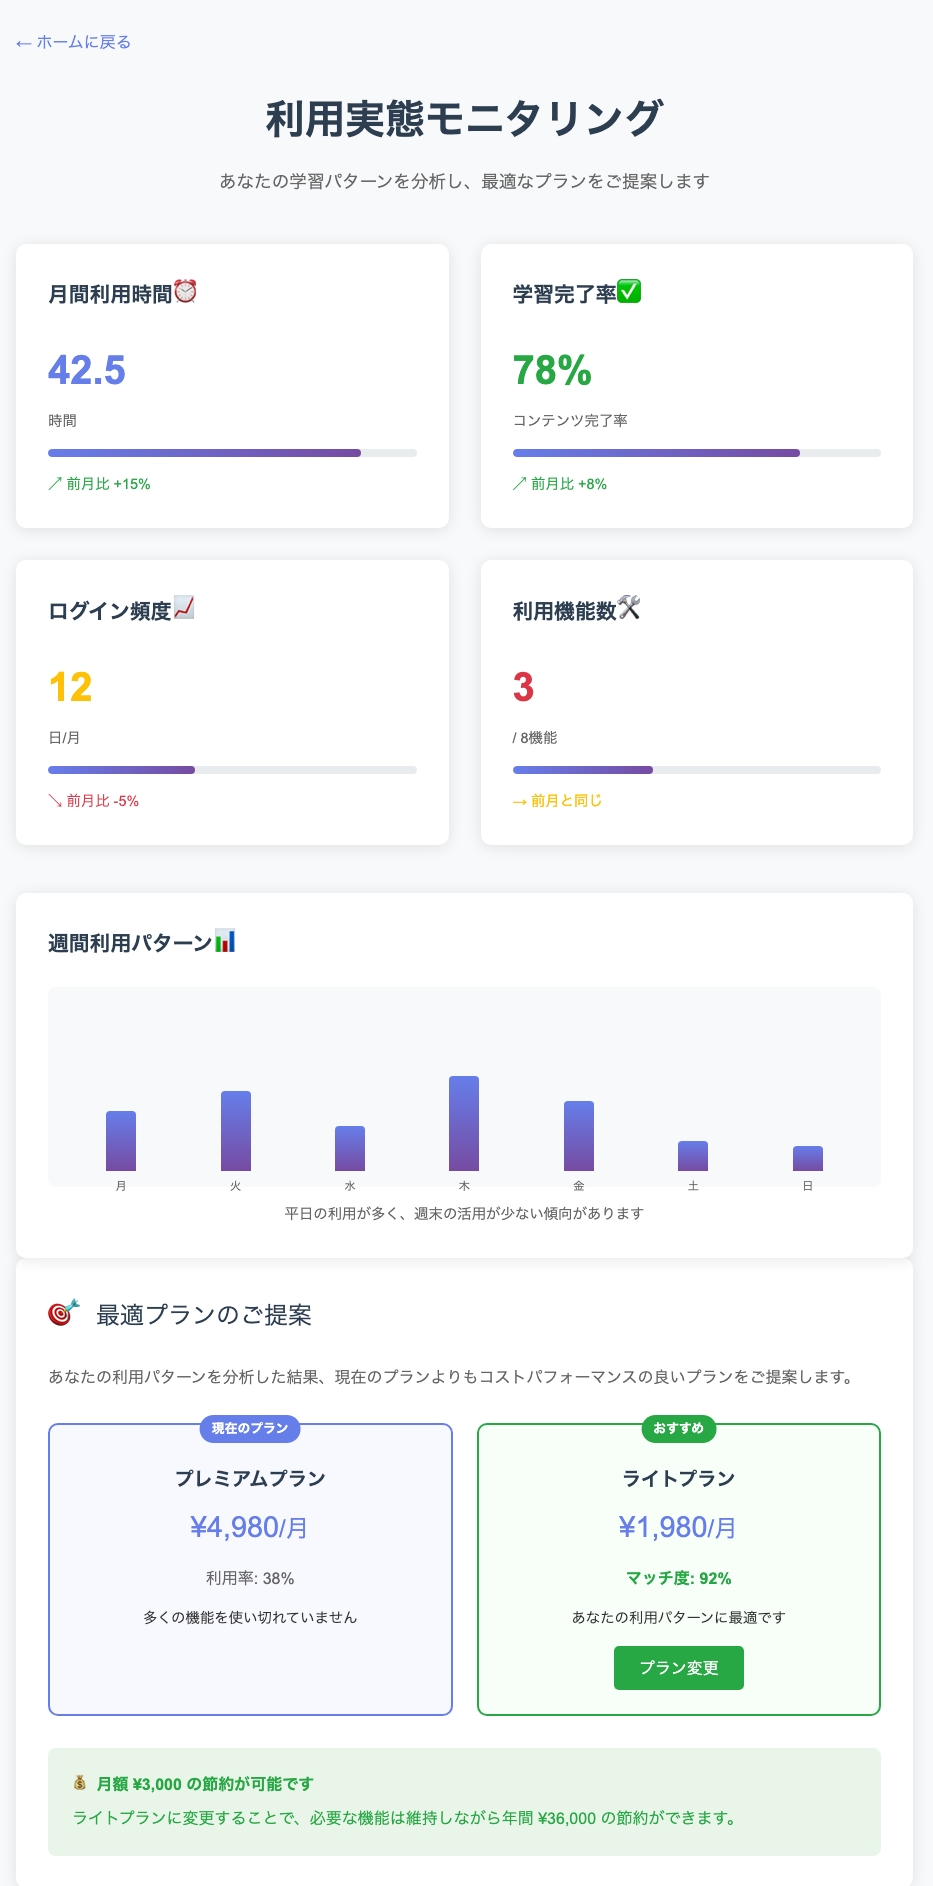 ← ホームに戻る
利用実態モニタリング
あなたの学習パターンを分析し、最適なプランをご提案します
月間利用時間⏰
42.5
時間
↗ 前月比 +15%
学習完了率✅
78%
コンテンツ完了率
↗ 前月比 +8%
ログイン頻度📈
12
日/月
↘ 前月比 -5%
利用機能数🛠️
3
/ 8機能
→ 前月と同じ
週間利用パターン📊
月 火 水 木 金 土 日
平日の利用が多く、週末の活用が少ない傾向があります
🎯 最適プランのご提案
あなたの利用パターンを分析した結果、現在のプランよりもコストパフォーマンスの良いプランをご提案します。
現在のプラン
プレミアムプラン
¥4,980/月
利用率: 38%
多くの機能を使い切れていません
おすすめ
ライトプラン
¥1,980/月
マッチ度: 92%
あなたの利用パターンに最適です
プラン変更
💰 月額 ¥3,000 の節約が可能です
ライトプランに変更することで、必要な機能は維持しながら年間 ¥36,000 の節約ができます。